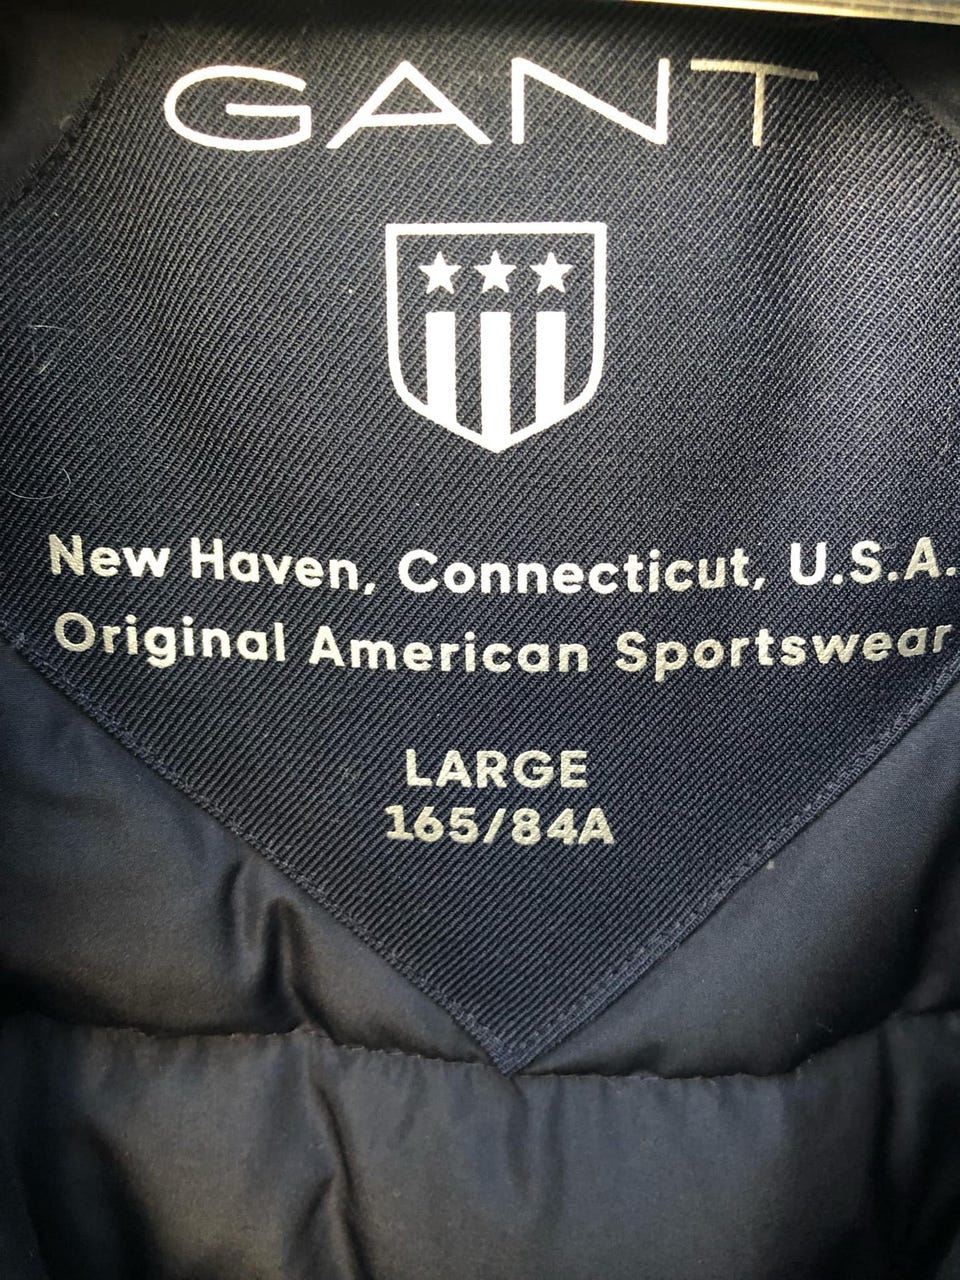 GANT
New Haven, Connecticut, U.S.A.
Original American Sportswear
LARGE
165/84A